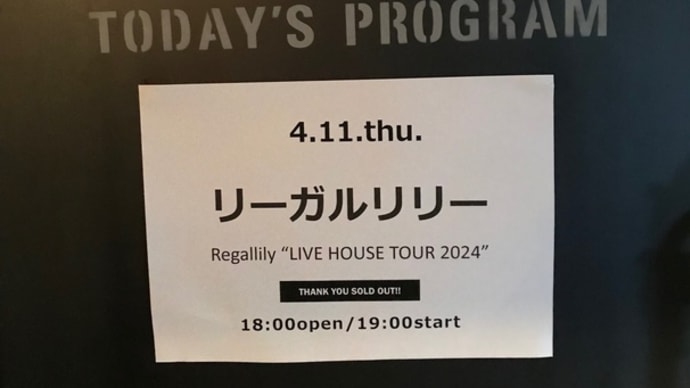 TODAY'S PROGRAM
4.11.thu.
リーガルリリー
Regallily “LIVE HOUSE TOUR 2024”
THANK YOU SOLD OUT!!
18:00open/19:00start